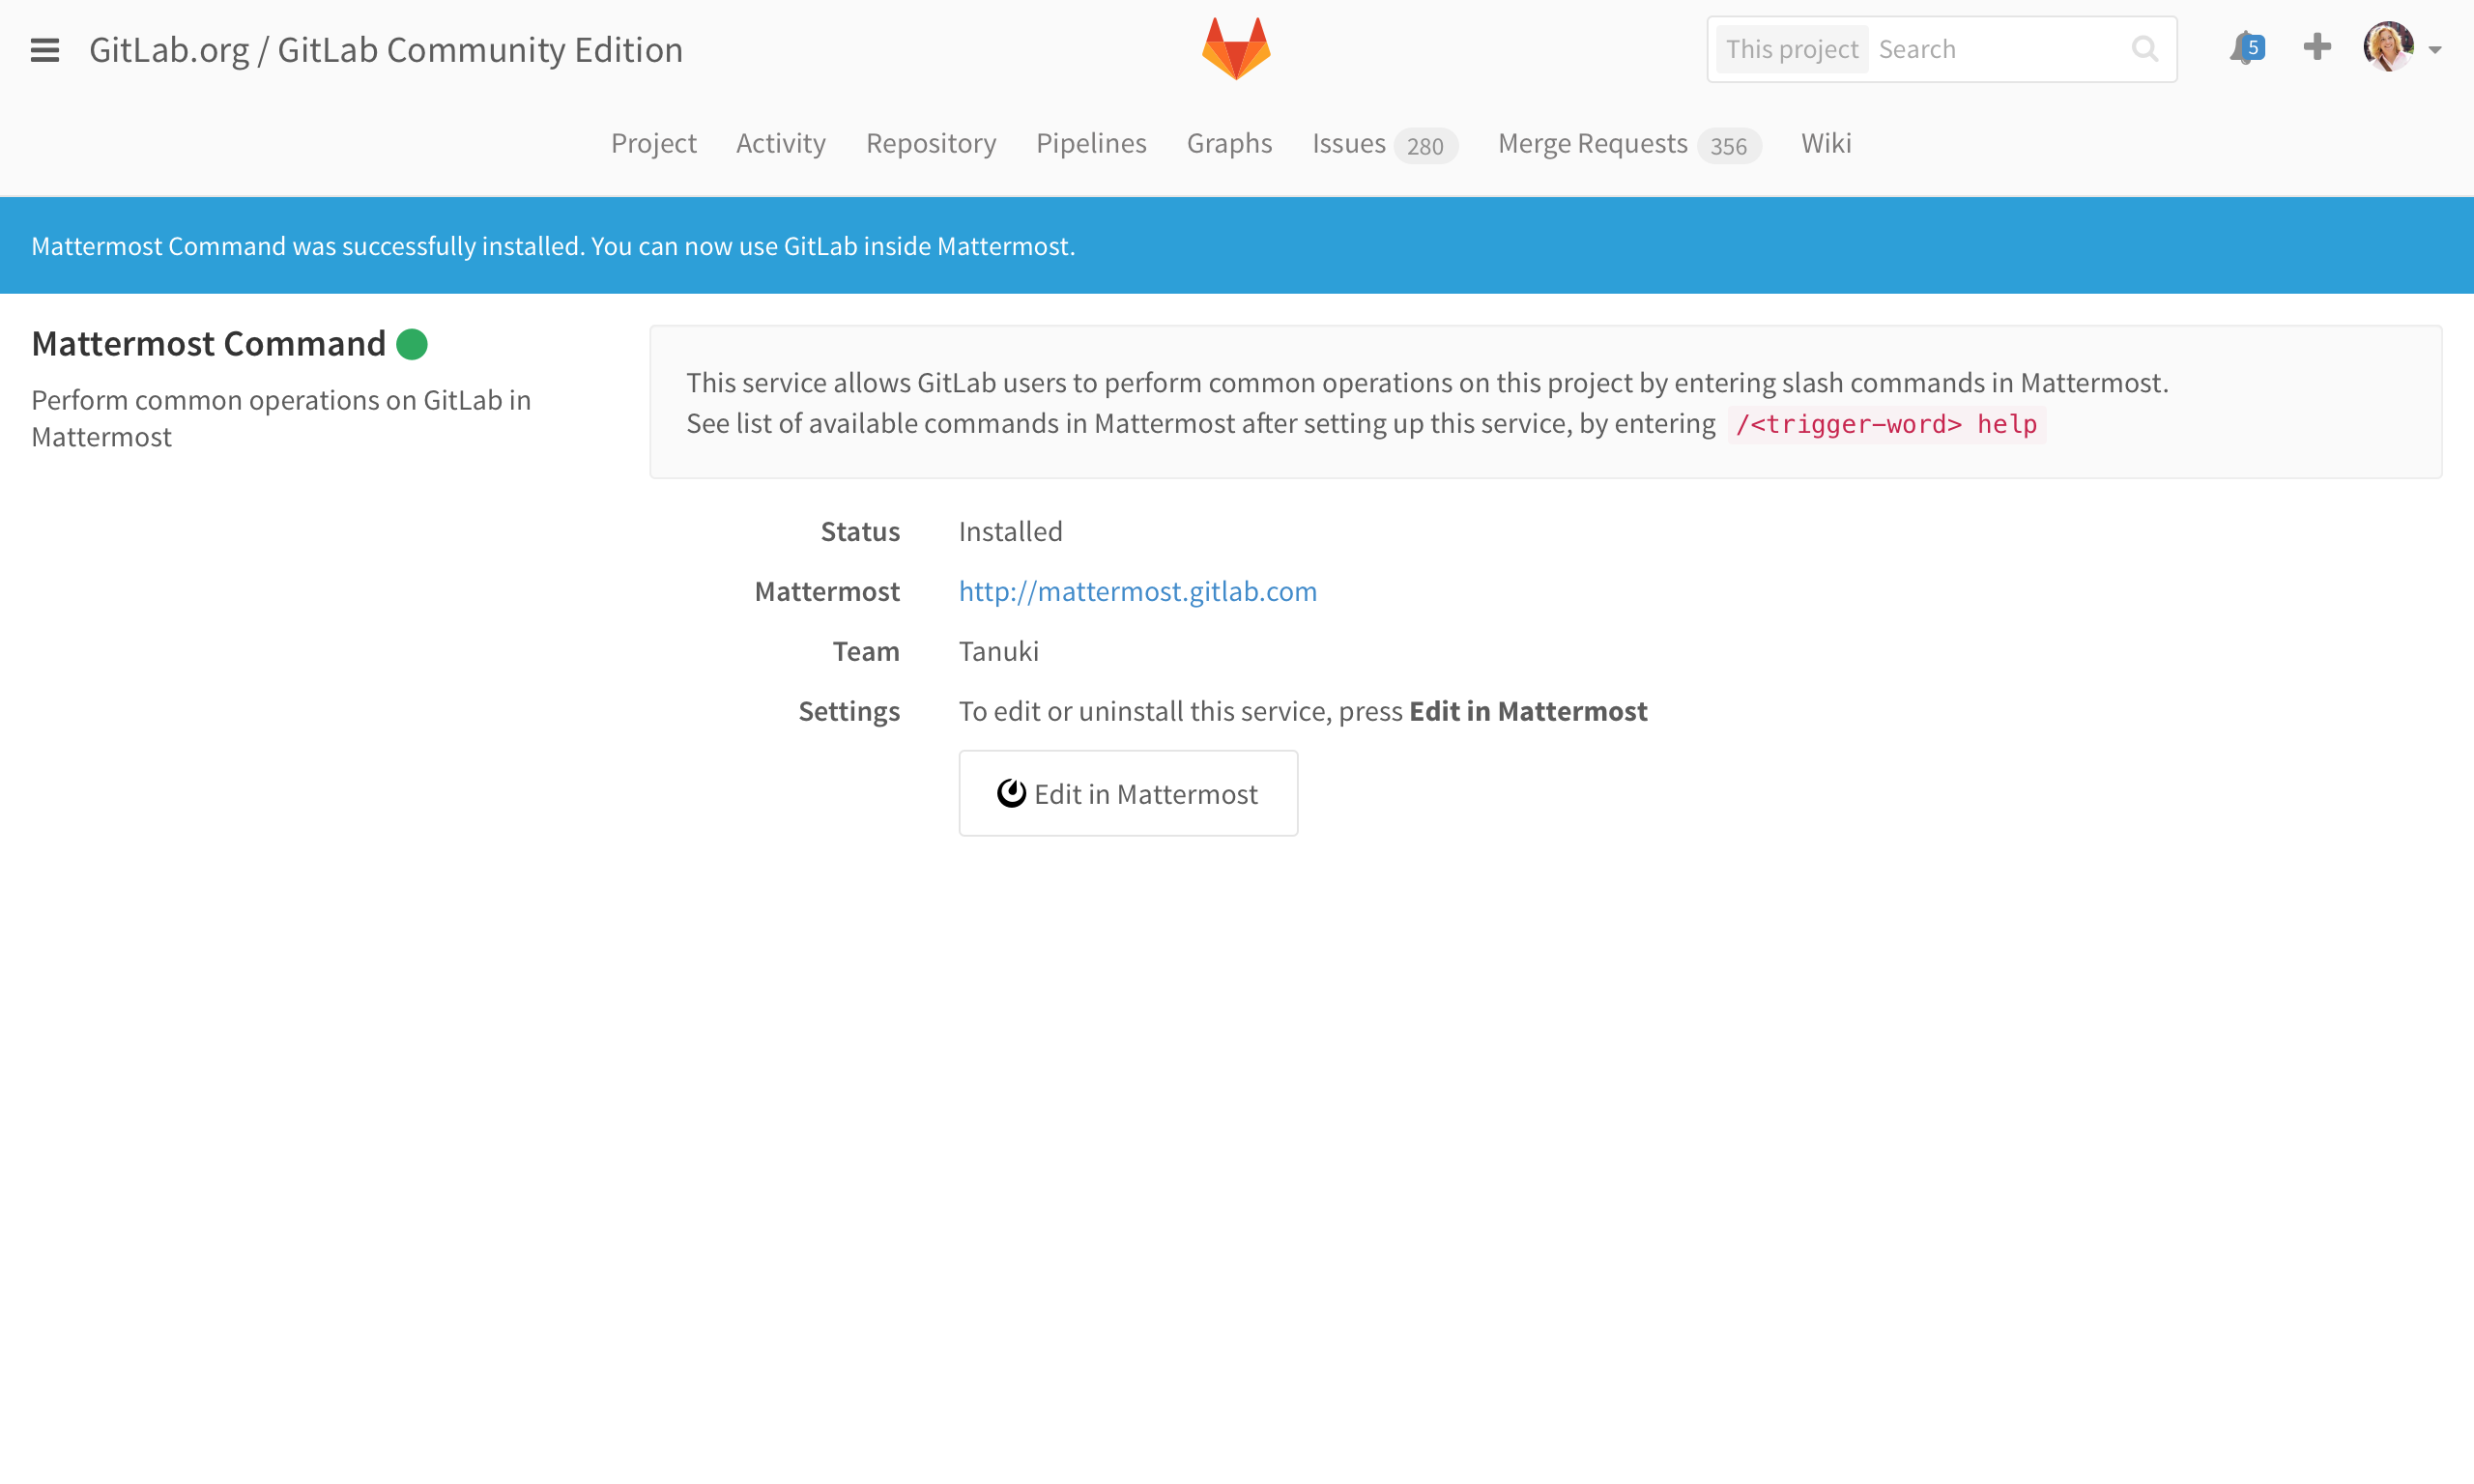 GitLab.org / GitLab Community Edition
This project Search
5
Project Activity Repository Pipelines Graphs Issues 280 Merge Requests 356 Wiki
Mattermost Command was successfully installed. You can now use GitLab inside Mattermost.
Mattermost Command
Perform common operations on GitLab in
Mattermost
This service allows GitLab users to perform common operations on this project by entering slash commands in Mattermost.
See list of available commands in Mattermost after setting up this service, by entering /<trigger-word> help
Status Installed
Mattermost http://mattermost.gitlab.com
Team Tanuki
Settings To edit or uninstall this service, press Edit in Mattermost
Edit in Mattermost